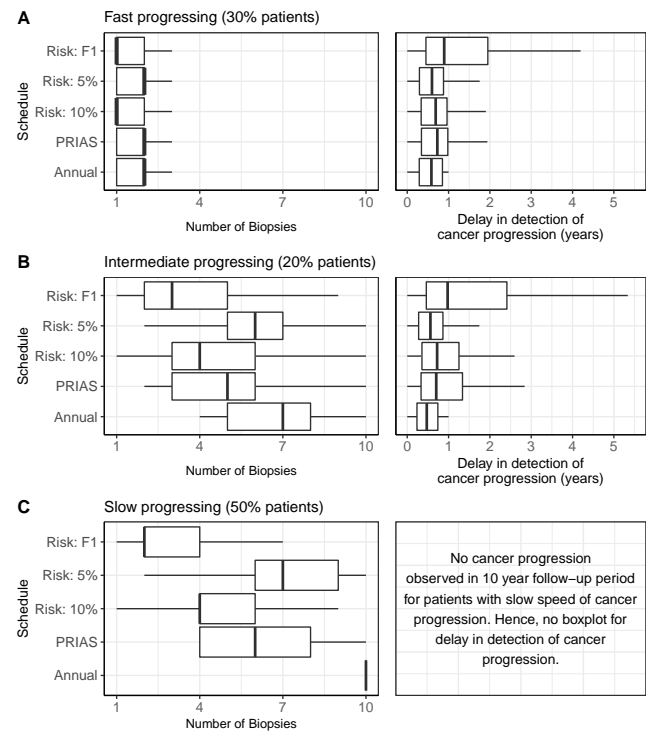 A
Fast progressing (30% patients)
Schedule
Risk: F1
Risk: 5%
Risk: 10%
PRIAS
Annual
1 4 7 10
Number of Biopsies
0 1 2 3 4 5
Delay in detection of
cancer progression (years)
B
Intermediate progressing (20% patients)
Schedule
Risk: F1
Risk: 5%
Risk: 10%
PRIAS
Annual
1 4 7 10
Number of Biopsies
0 1 2 3 4 5
Delay in detection of
cancer progression (years)
C
Slow progressing (50% patients)
Schedule
Risk: F1
Risk: 5%
Risk: 10%
PRIAS
Annual
1 4 7 10
Number of Biopsies
No cancer progression
observed in 10 year follow−up period
for patients with slow speed of cancer
progression. Hence, no boxplot for
delay in detection of cancer
progression.